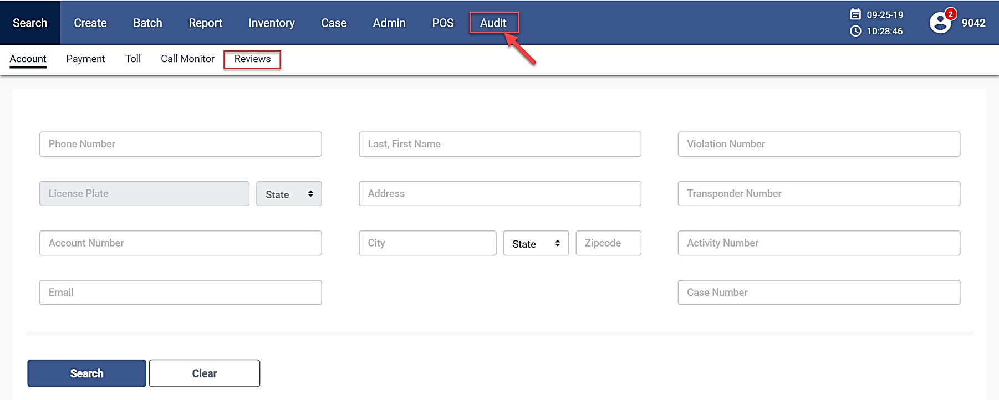 Search Create Batch Report Inventory Case Admin POS Audit 09-25-19 2 9042
10:28:46
Account Payment Toll Call Monitor Reviews
Phone Number Last, First Name Violation Number
License Plate State Address Transponder Number
Account Number City State Zipcode Activity Number
Email Case Number
Search Clear